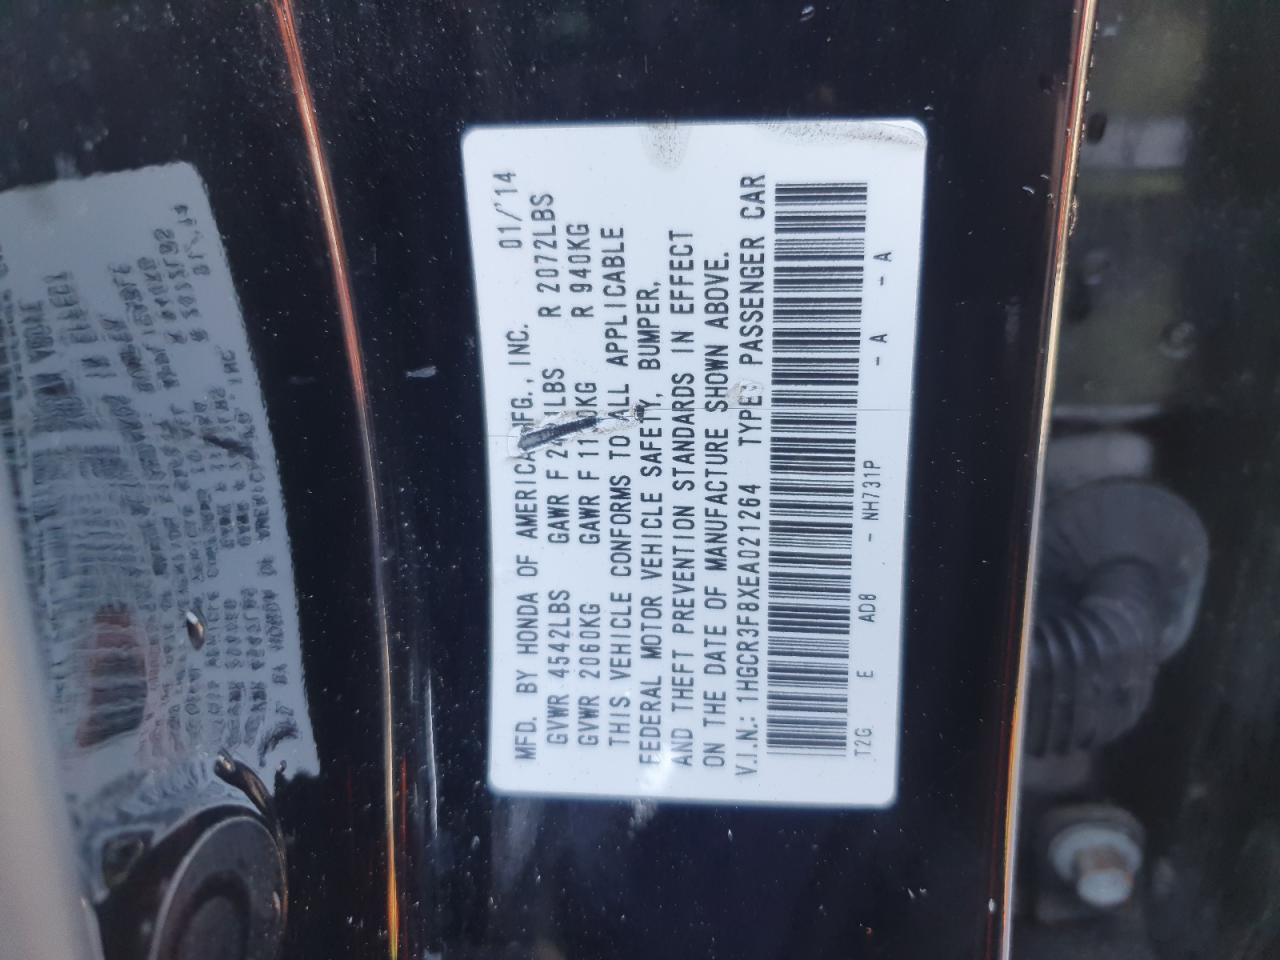 MFD. BY HONDA OF AMERICA MFG., INC. 01/'14
GVWR 4542LBS GAWR F LBS R 2072LBS
GVWR 2060KG GAWR F R 940KG
THIS VEHICLE CONFORMS TO ALL APPLICABLE
FEDERAL MOTOR VEHICLE SAFETY, BUMPER,
AND THEFT PREVENTION STANDARDS IN EFFECT
ON THE DATE OF MANUFACTURE SHOWN ABOVE.
V.I.N.: 1HGCR3F8XEA021264 TYPE: PASSENGER CAR
T2G E AD8 - NH731P - A - A